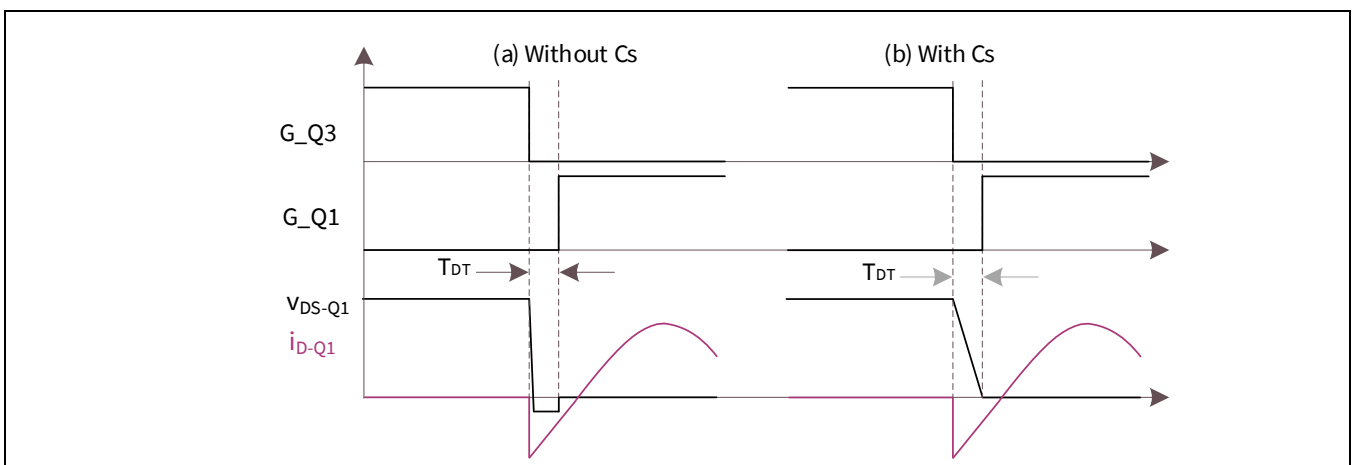 (a) Without Cs
(b) With Cs
G_Q3
G_Q1
TDT
TDT
vDS-Q1
iD-Q1